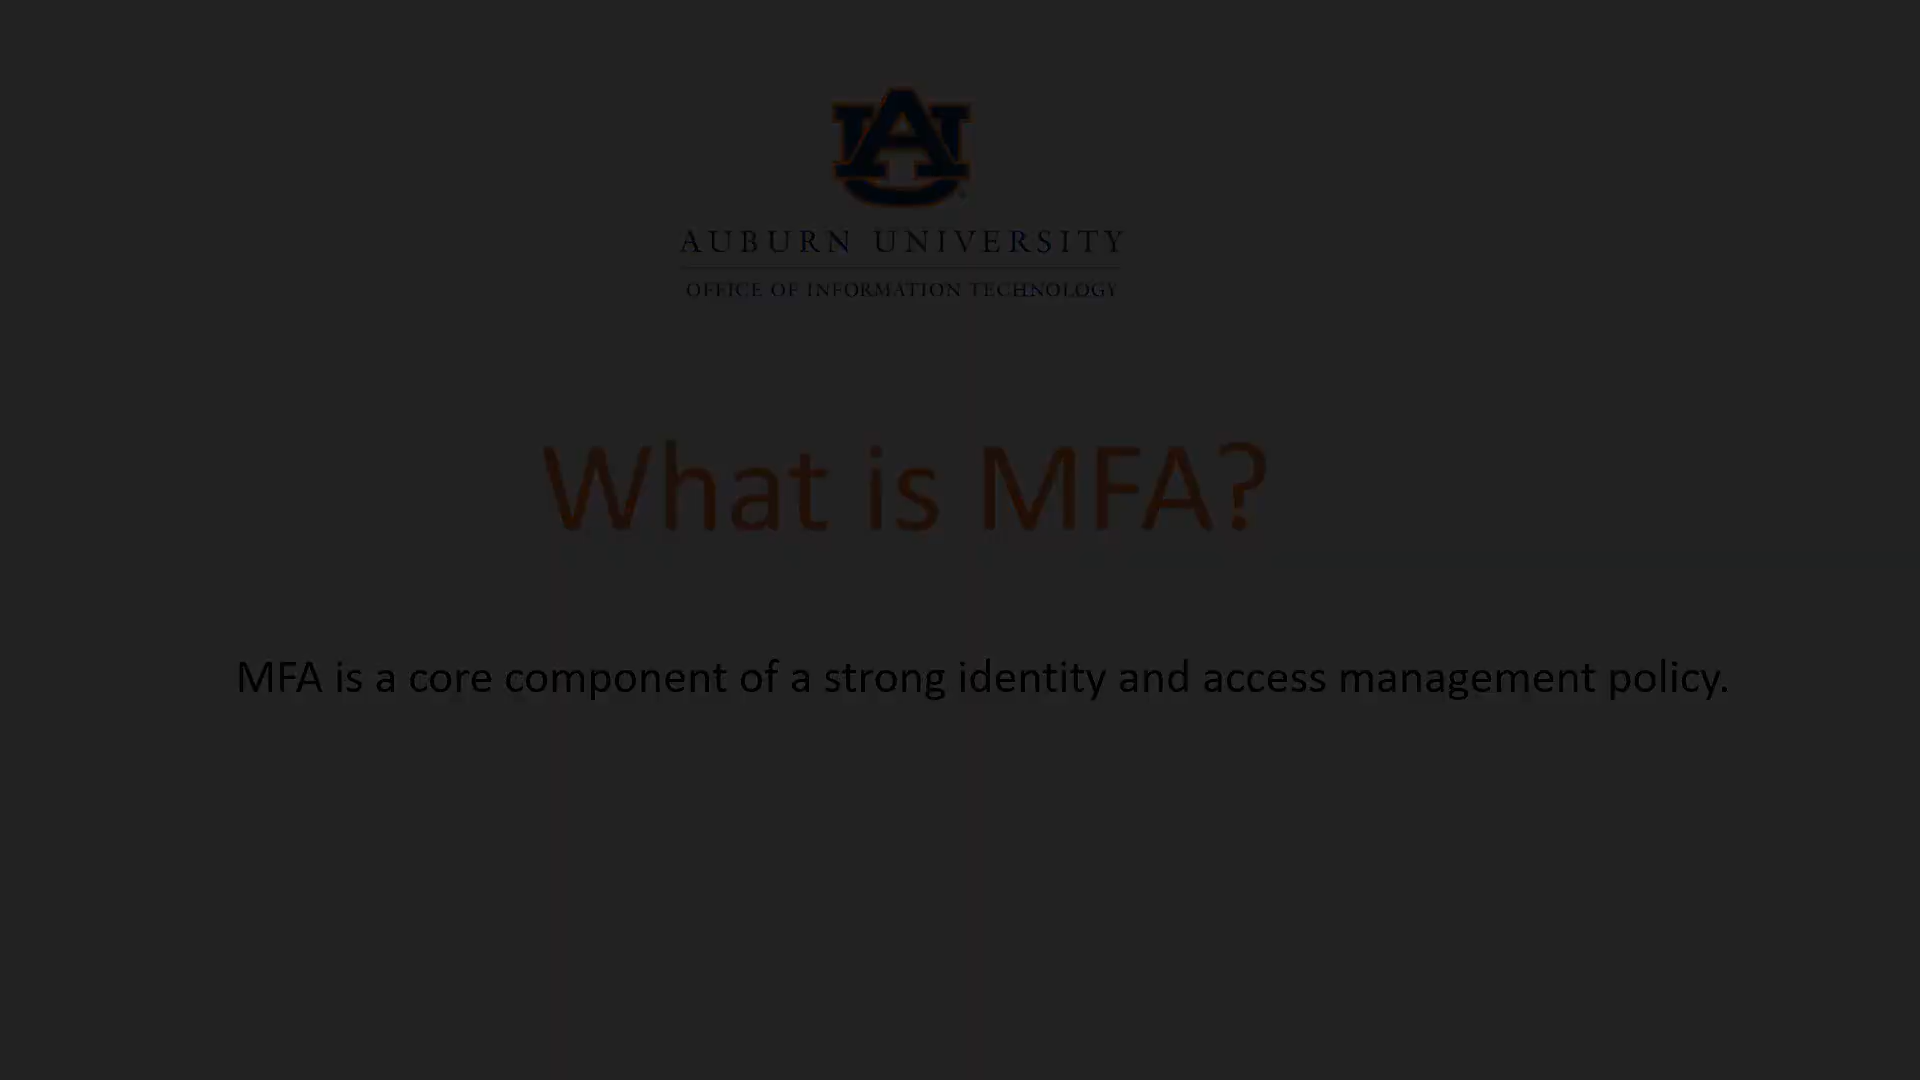 AU
AUBURN UNIVERSITY
OFFICE OF INFORMATION TECHNOLOGY
What is MFA?
MFA is a core component of a strong identity and access management policy.